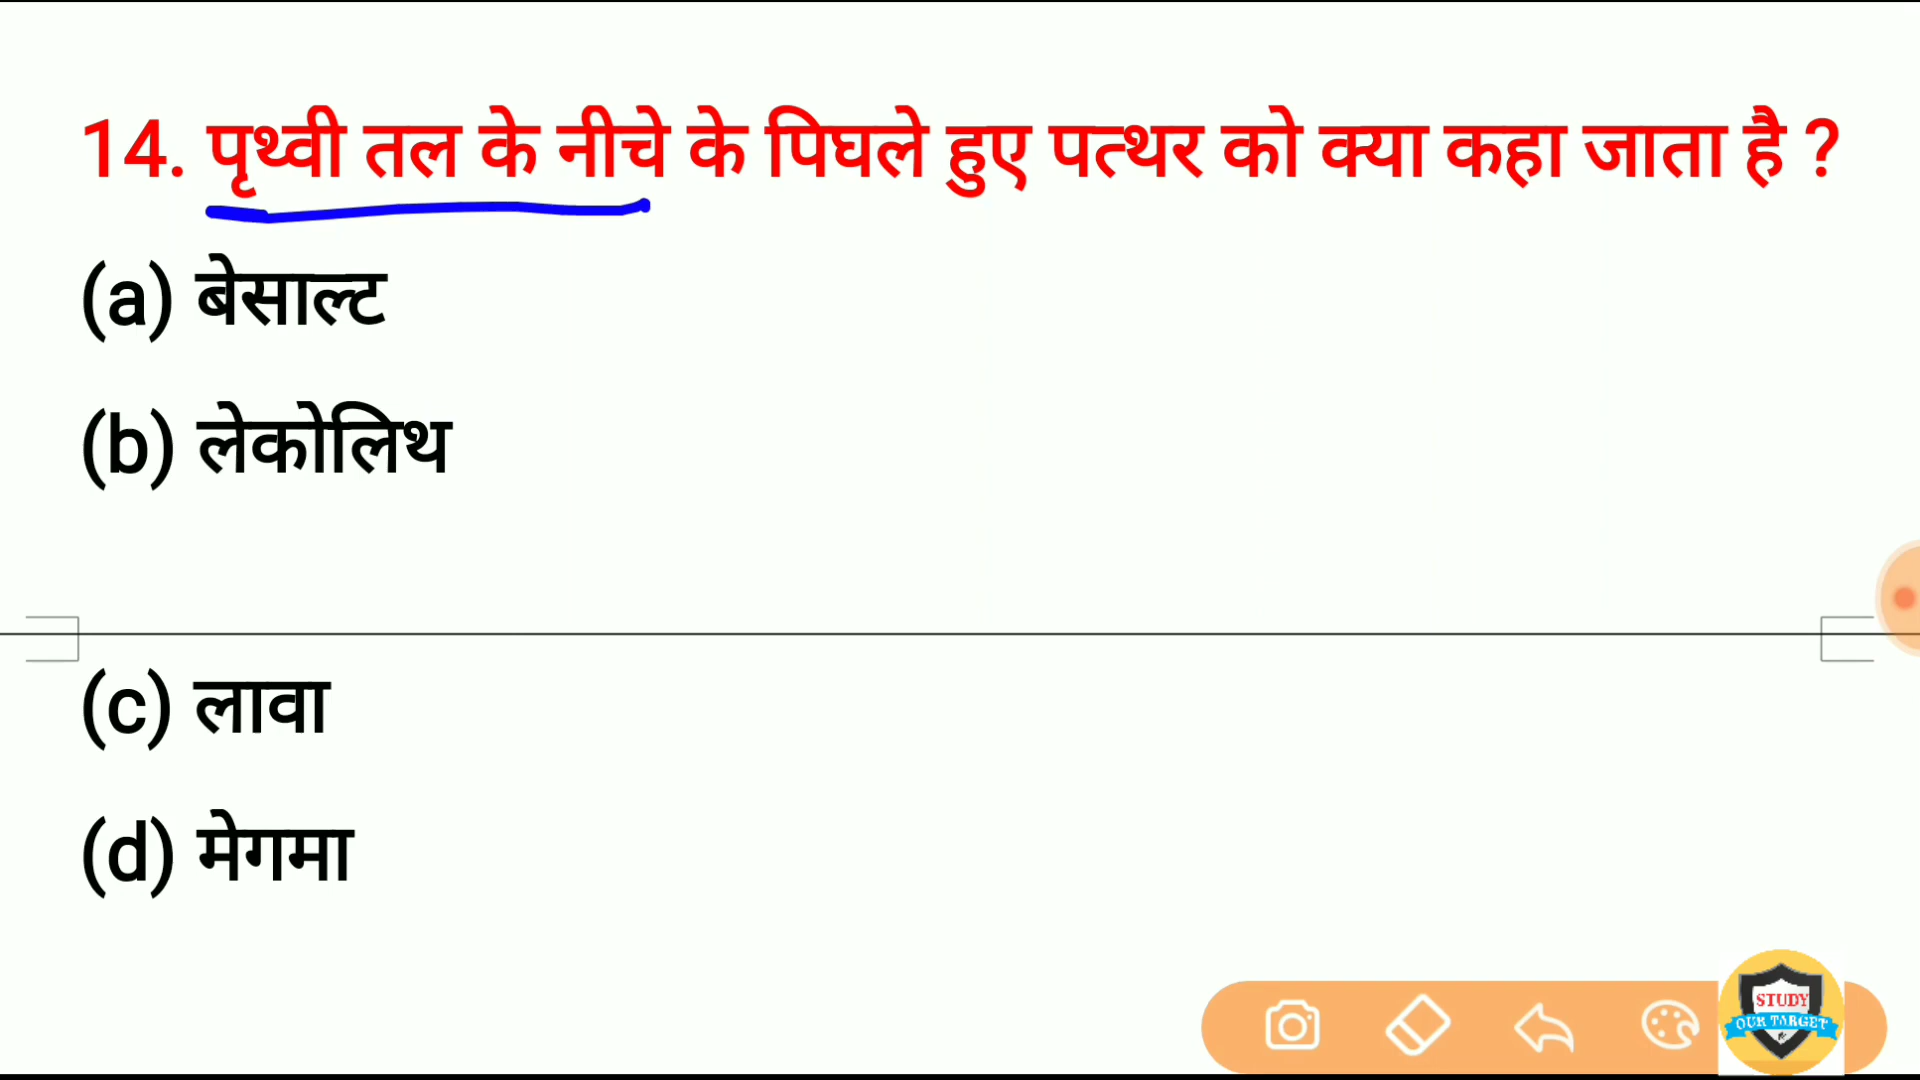 14. पृथ्वी तल के नीचे के पिघले हुए पत्थर को क्या कहा जाता है ?
(a) बेसाल्ट
(b) लेकोलिथ
(c) लावा
(d) मेगमा
STUDY
OUR TARGET